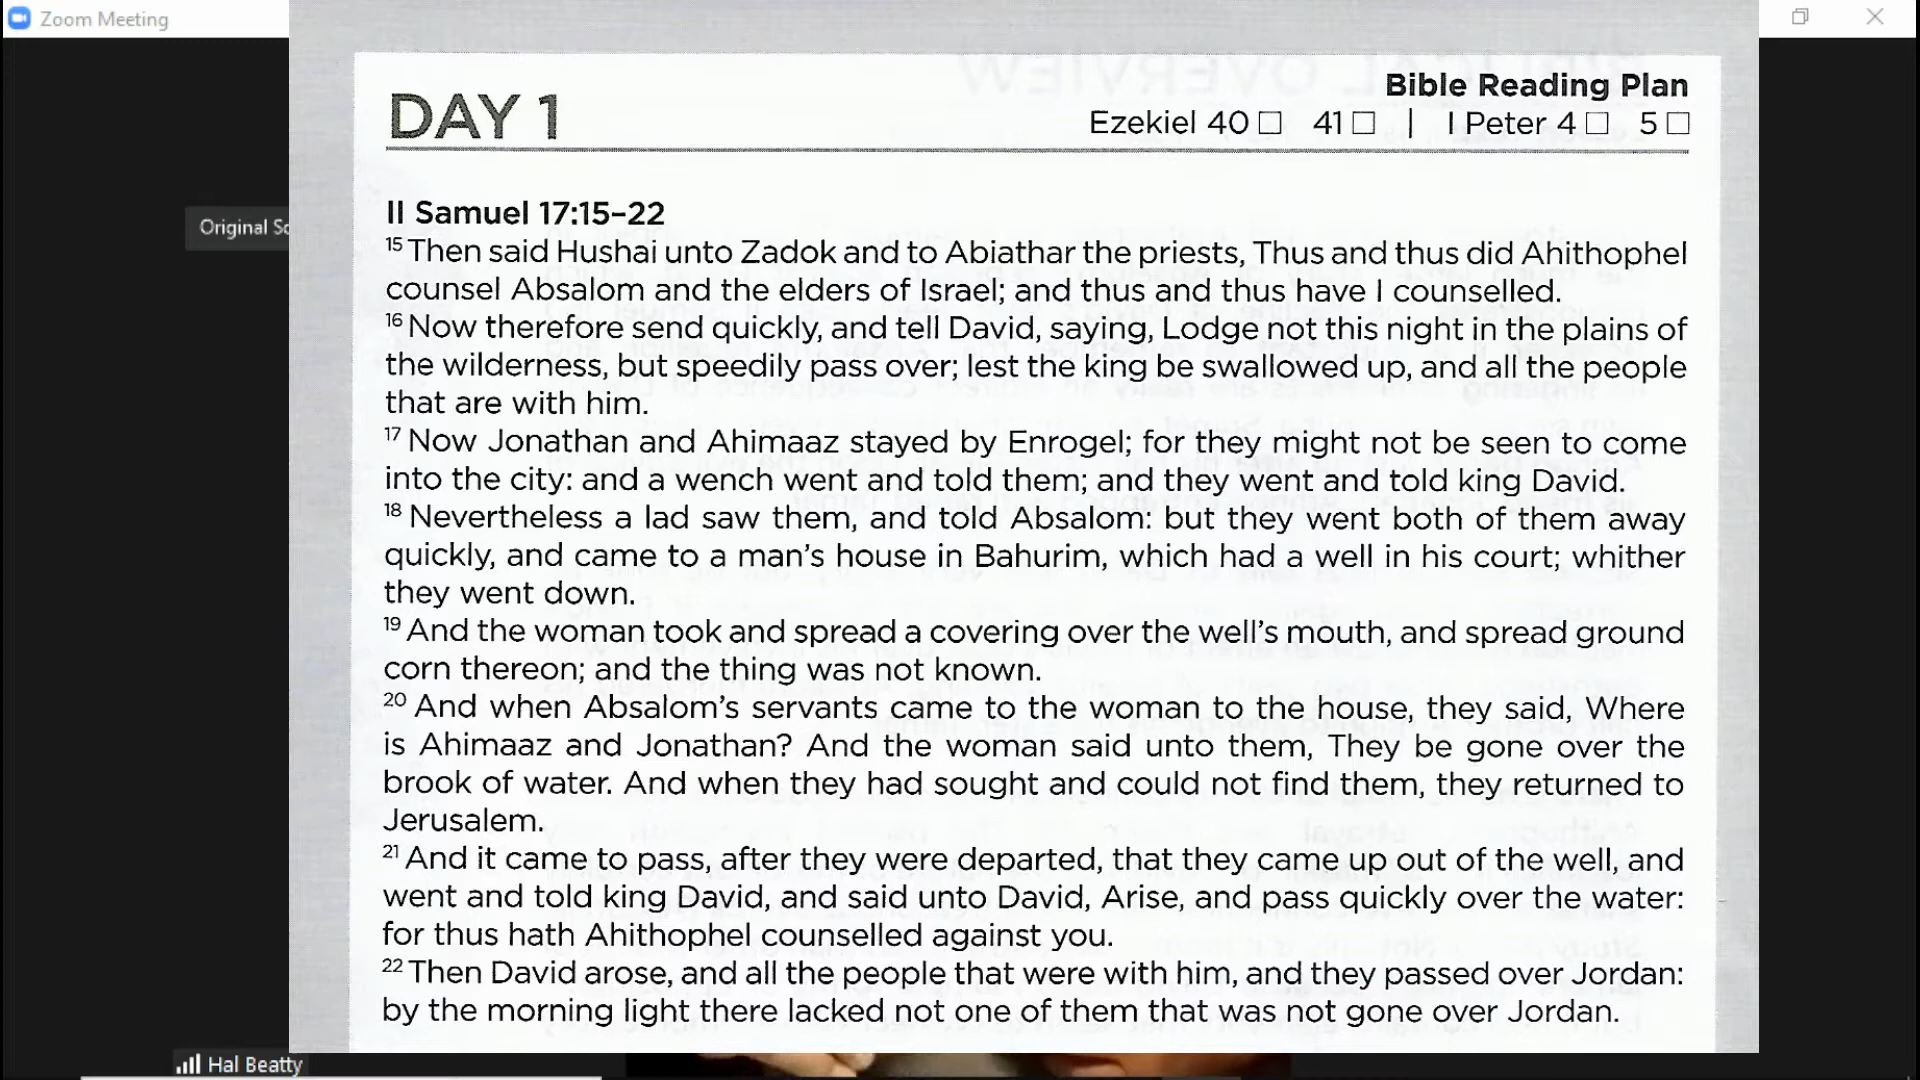 Zoom Meeting
DAY 1
Bible Reading Plan
Ezekiel 40 □ 41 □ | I Peter 4 □ 5 □
Original
II Samuel 17:15–22
15 Then said Hushai unto Zadok and to Abiathar the priests, Thus and thus did Ahithophel
counsel Absalom and the elders of Israel; and thus and thus have I counselled.
16 Now therefore send quickly, and tell David, saying, Lodge not this night in the plains of
the wilderness, but speedily pass over; lest the king be swallowed up, and all the people
that are with him.
17 Now Jonathan and Ahimaaz stayed by Enrogel; for they might not be seen to come
into the city: and a wench went and told them; and they went and told king David.
18 Nevertheless a lad saw them, and told Absalom: but they went both of them away
quickly, and came to a man's house in Bahurim, which had a well in his court; whither
they went down.
19 And the woman took and spread a covering over the well's mouth, and spread ground
corn thereon; and the thing was not known.
20 And when Absalom's servants came to the woman to the house, they said, Where
is Ahimaaz and Jonathan? And the woman said unto them, They be gone over the
brook of water. And when they had sought and could not find them, they returned to
Jerusalem.
21 And it came to pass, after they were departed, that they came up out of the well, and
went and told king David, and said unto David, Arise, and pass quickly over the water:
for thus hath Ahithophel counselled against you.
22 Then David arose, and all the people that were with him, and they passed over Jordan:
by the morning light there lacked not one of them that was not gone over Jordan.
Hal Beatty